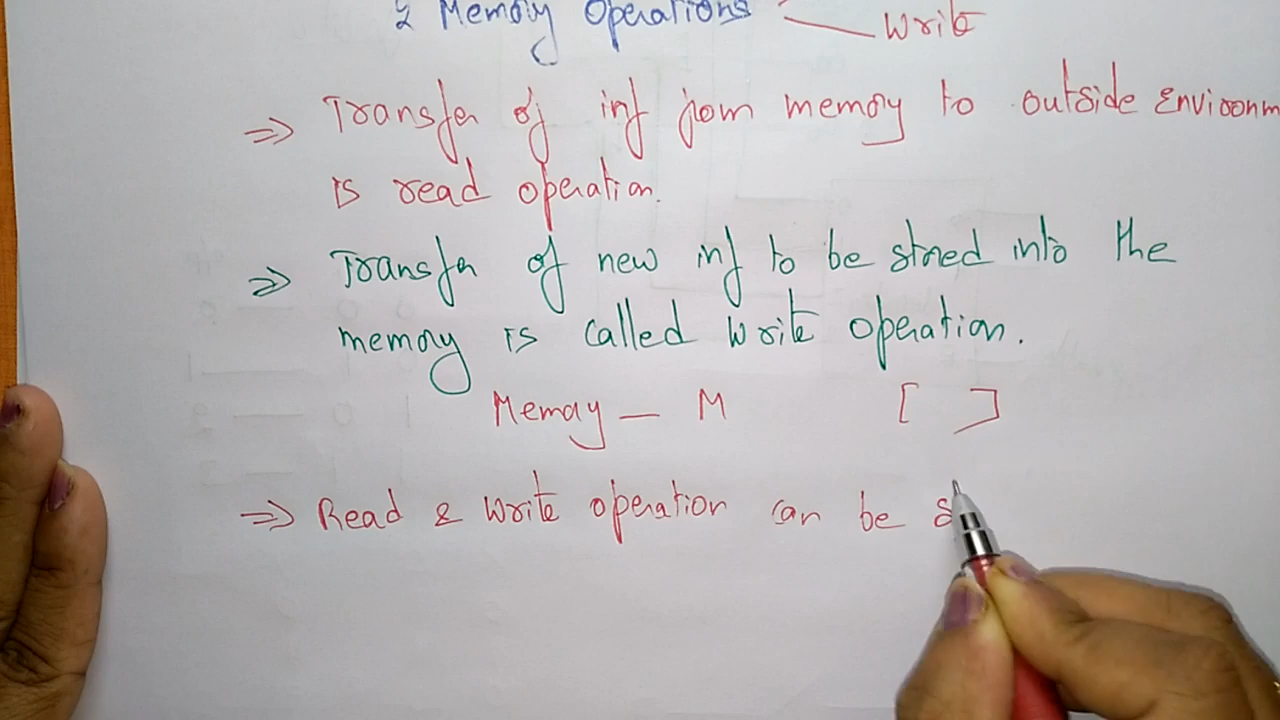 2 Memory Operations
Write
⇒ Transfer of inf from memory to outside Environm
is read operation.
⇒ Transfer of new inf to be stored into the
memory is called write operation.
Memory — M [ ]
⇒ Read & Write operation can be s